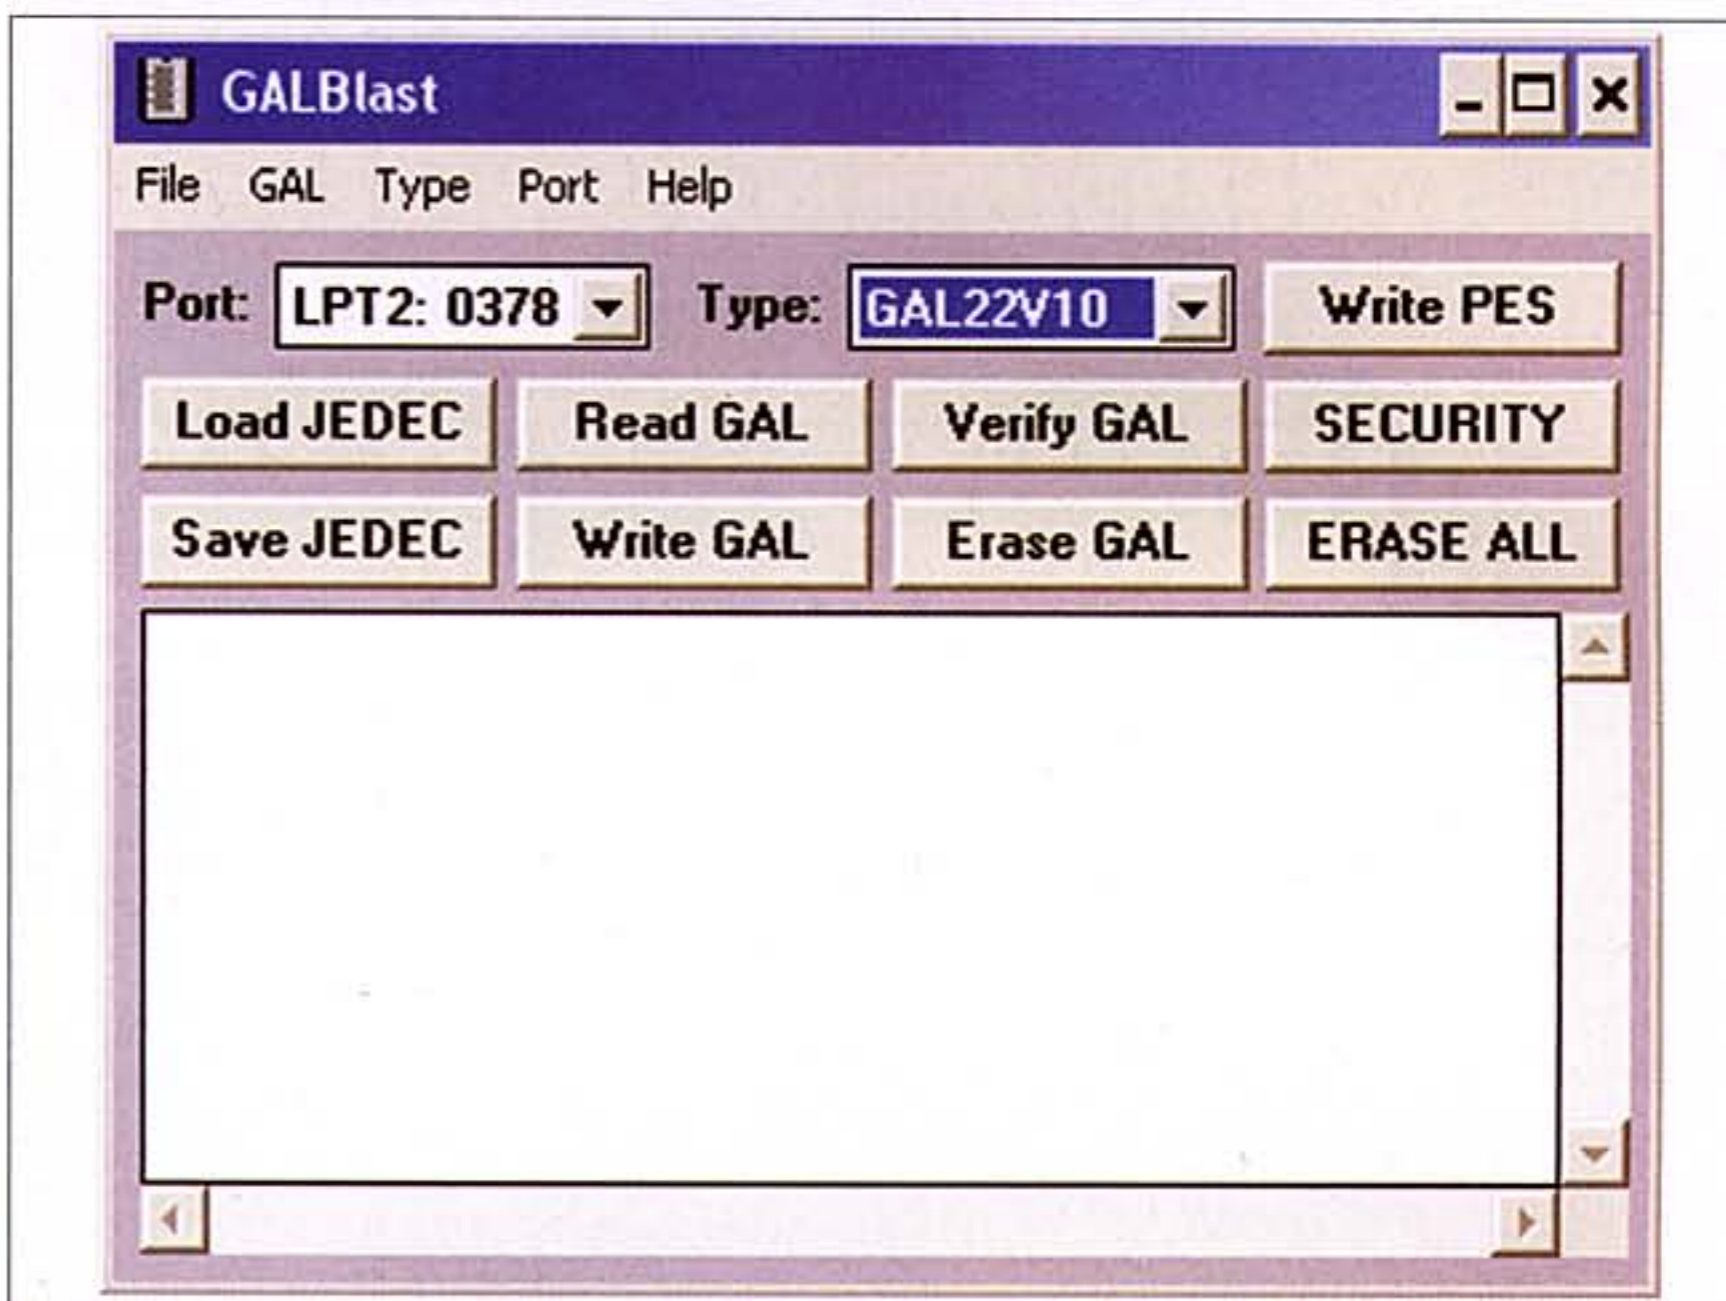 GALBlast
File GAL Type Port Help
Port: LPT2: 0378 Type: GAL22V10 Write PES
Load JEDEC Read GAL Verify GAL SECURITY
Save JEDEC Write GAL Erase GAL ERASE ALL